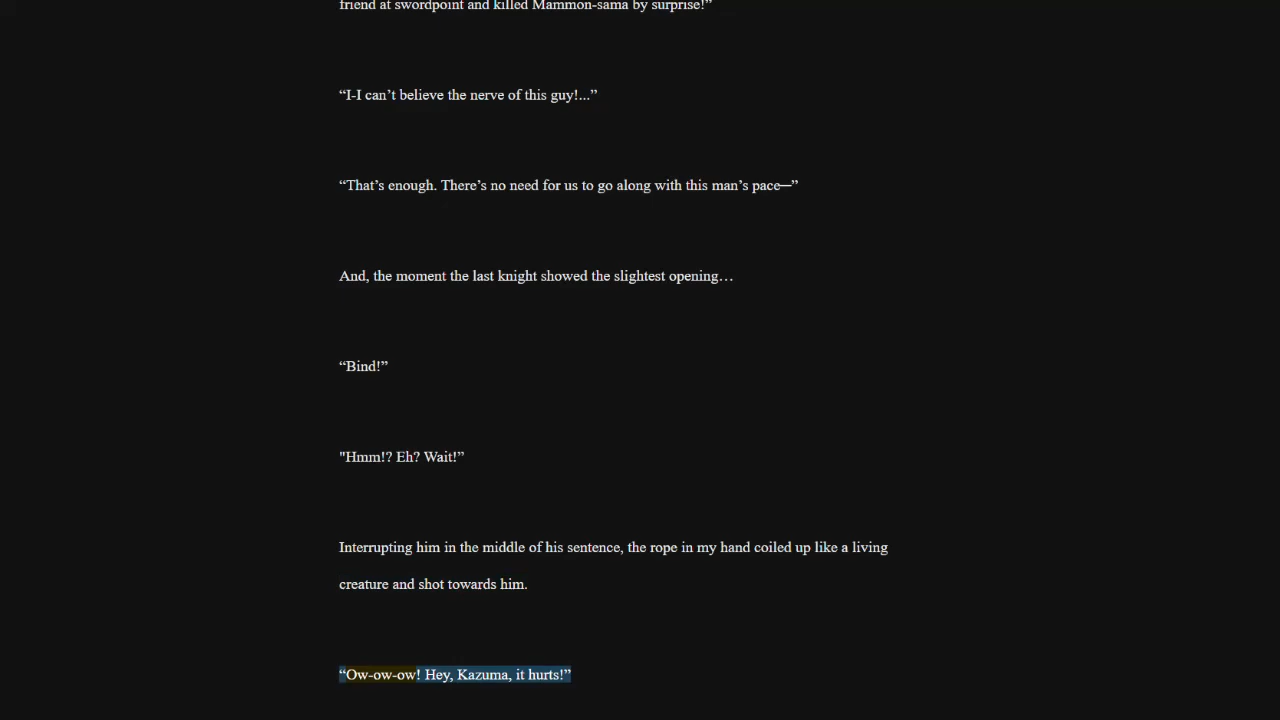 friend at swordpoint and killed Mammon-sama by surprise!”
“I-I can’t believe the nerve of this guy!...”
“That’s enough. There’s no need for us to go along with this man’s pace─”
And, the moment the last knight showed the slightest opening…
“Bind!”
"Hmm!? Eh? Wait!”
Interrupting him in the middle of his sentence, the rope in my hand coiled up like a living
creature and shot towards him.
“Ow-ow-ow! Hey, Kazuma, it hurts!”